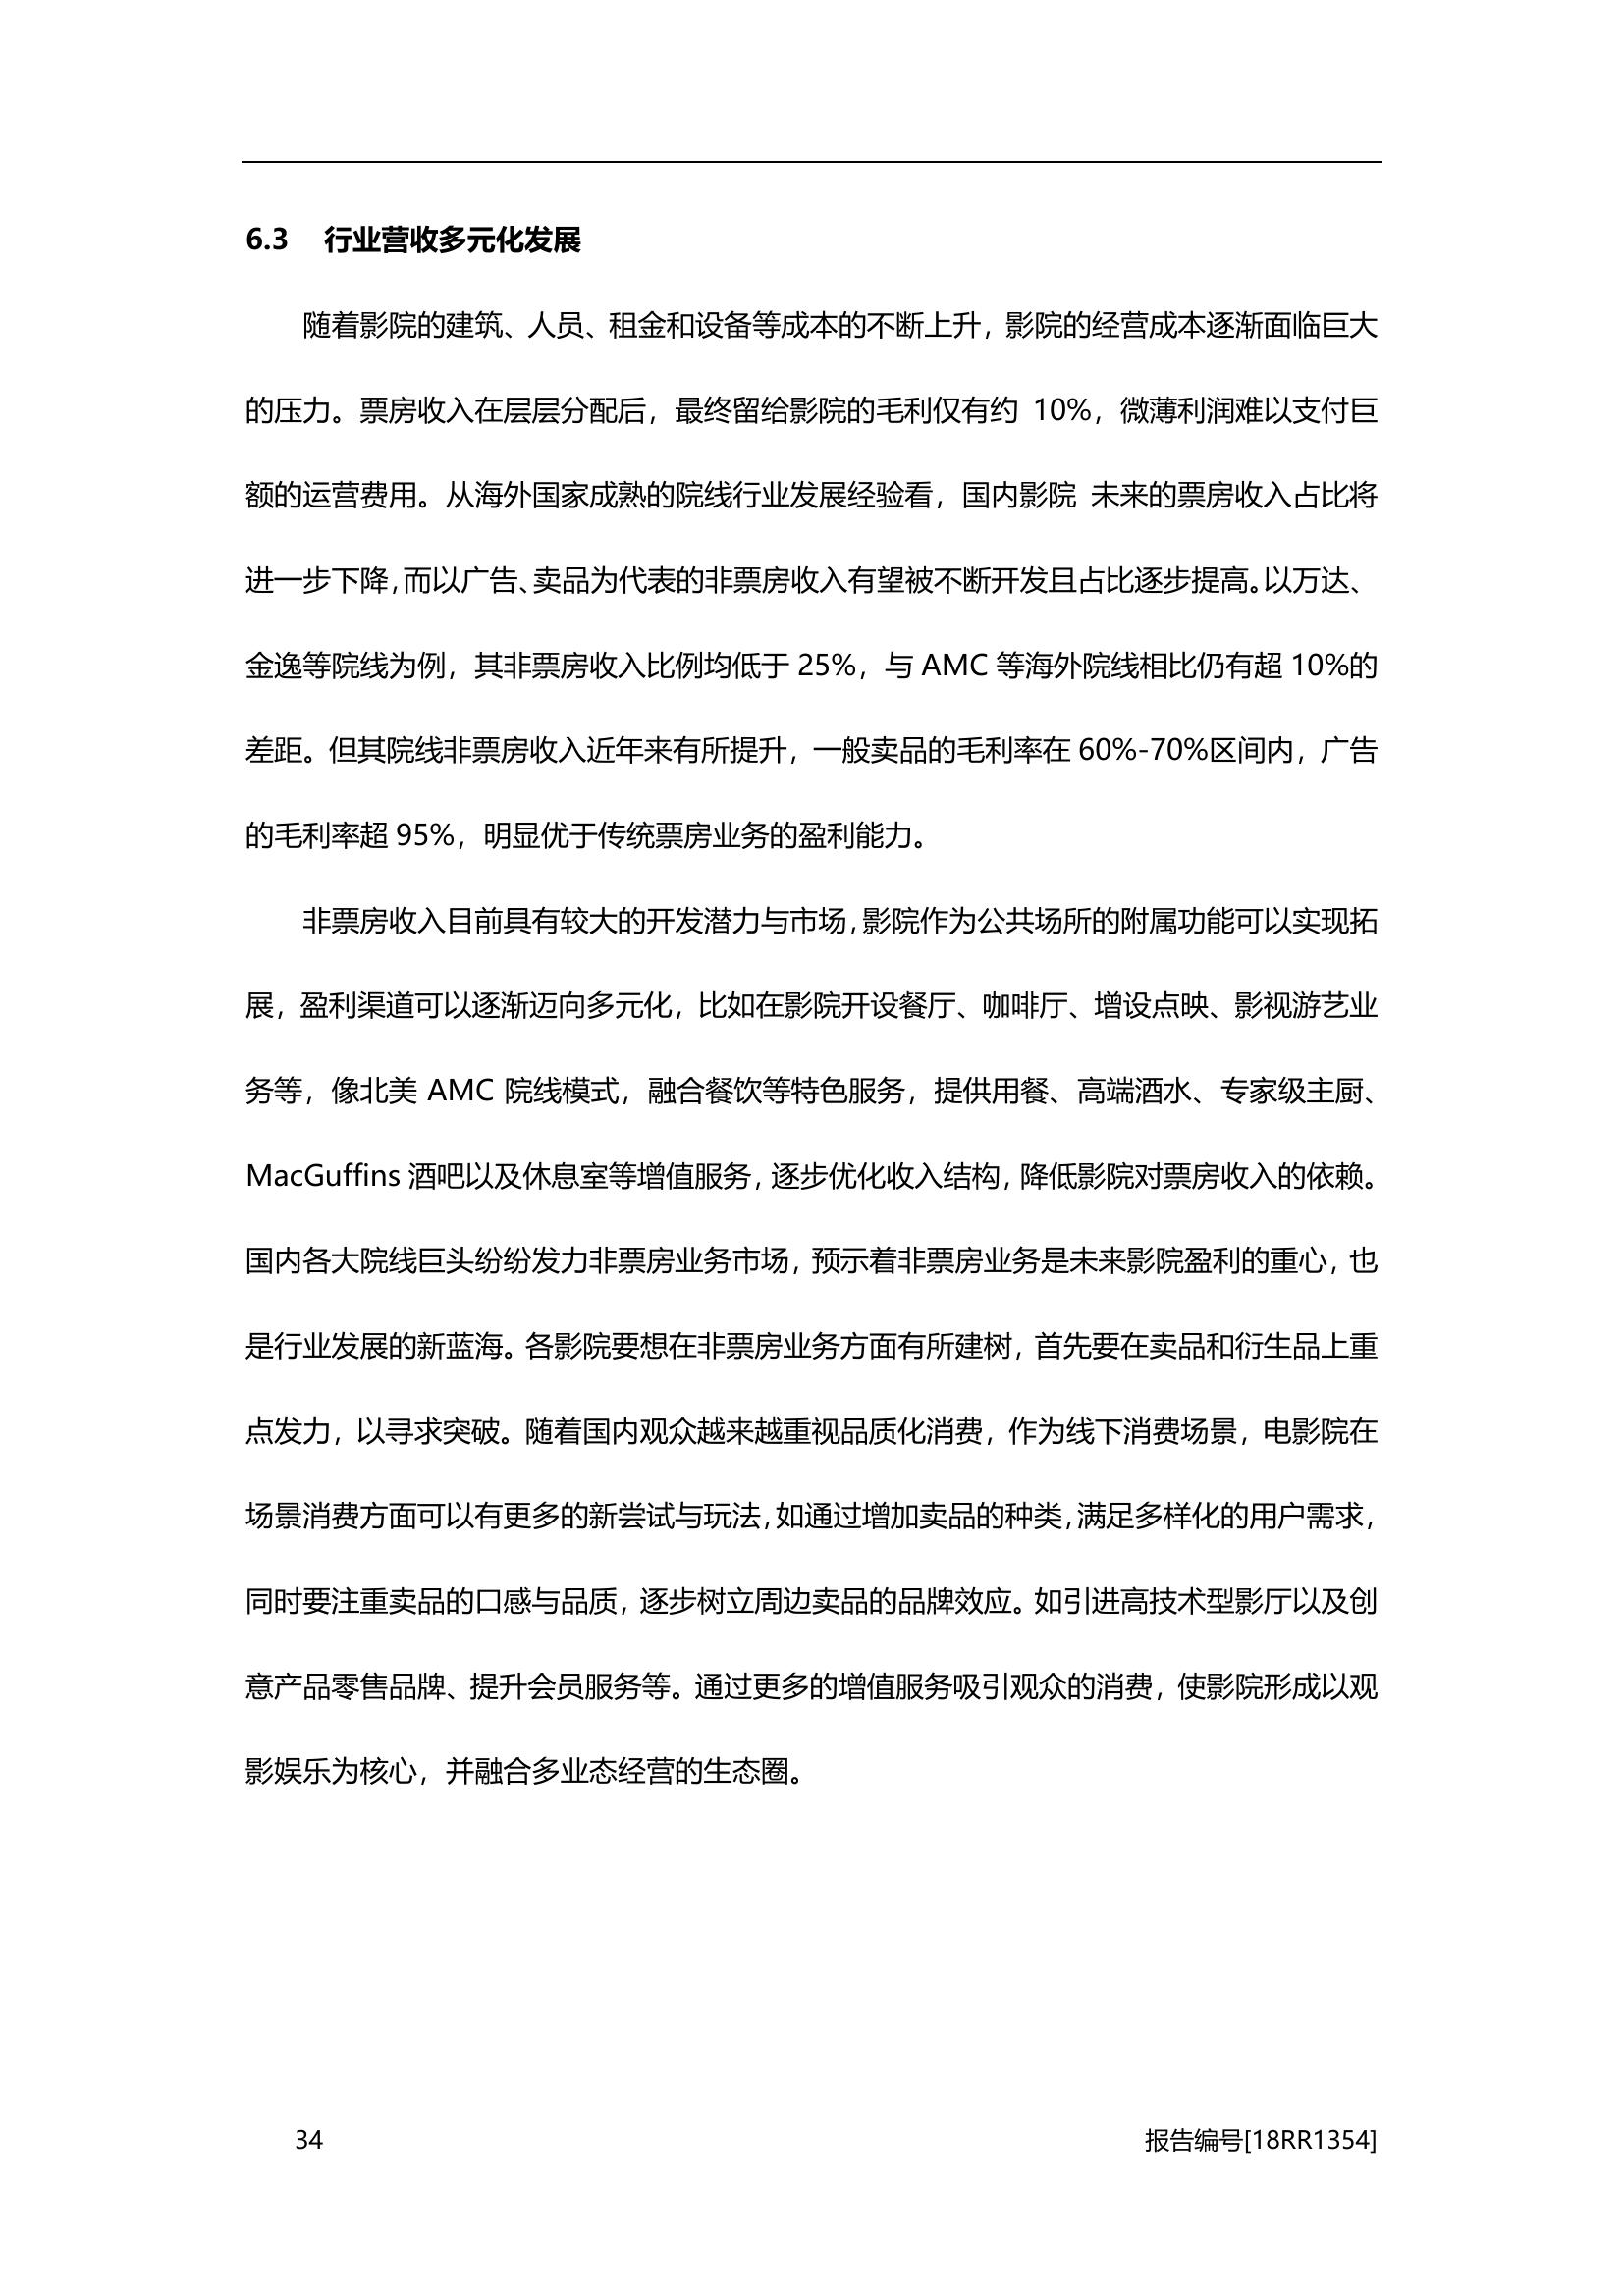 6.3 行业营收多元化发展
随着影院的建筑、人员、租金和设备等成本的不断上升，影院的经营成本逐渐面临巨大
的压力。票房收入在层层分配后，最终留给影院的毛利仅有约 10%，微薄利润难以支付巨
额的运营费用。从海外国家成熟的院线行业发展经验看，国内影院 未来的票房收入占比将
进一步下降，而以广告、卖品为代表的非票房收入有望被不断开发且占比逐步提高。以万达、
金逸等院线为例，其非票房收入比例均低于 25%，与 AMC 等海外院线相比仍有超 10%的
差距。但其院线非票房收入近年来有所提升，一般卖品的毛利率在 60%-70%区间内，广告
的毛利率超 95%，明显优于传统票房业务的盈利能力。
非票房收入目前具有较大的开发潜力与市场，影院作为公共场所的附属功能可以实现拓
展，盈利渠道可以逐渐迈向多元化，比如在影院开设餐厅、咖啡厅、增设点映、影视游艺业
务等，像北美 AMC 院线模式，融合餐饮等特色服务，提供用餐、高端酒水、专家级主厨、
MacGuffins 酒吧以及休息室等增值服务，逐步优化收入结构，降低影院对票房收入的依赖。
国内各大院线巨头纷纷发力非票房业务市场，预示着非票房业务是未来影院盈利的重心，也
是行业发展的新蓝海。各影院要想在非票房业务方面有所建树，首先要在卖品和衍生品上重
点发力，以寻求突破。随着国内观众越来越重视品质化消费，作为线下消费场景，电影院在
场景消费方面可以有更多的新尝试与玩法，如通过增加卖品的种类，满足多样化的用户需求，
同时要注重卖品的口感与品质，逐步树立周边卖品的品牌效应。如引进高技术型影厅以及创
意产品零售品牌、提升会员服务等。通过更多的增值服务吸引观众的消费，使影院形成以观
影娱乐为核心，并融合多业态经营的生态圈。
34 报告编号[18RR1354]